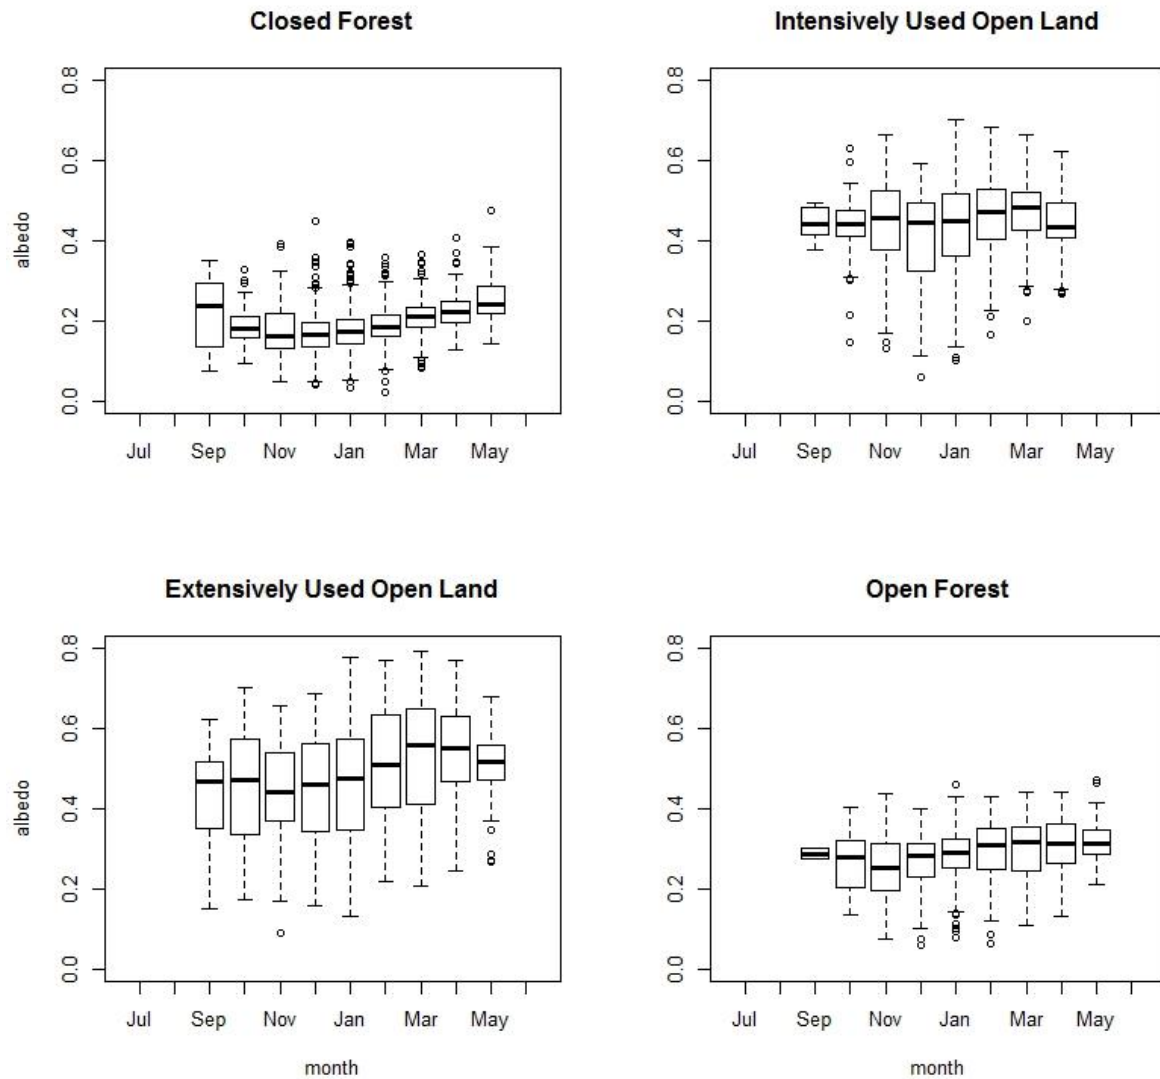 Closed Forest
albedo
0.8
0.6
0.4
0.2
0.0
Jul Sep Nov Jan Mar May
Intensively Used Open Land
0.8
0.6
0.4
0.2
0.0
Jul Sep Nov Jan Mar May
Extensively Used Open Land
albedo
0.8
0.6
0.4
0.2
0.0
Jul Sep Nov Jan Mar May
month
Open Forest
0.8
0.6
0.4
0.2
0.0
Jul Sep Nov Jan Mar May
month